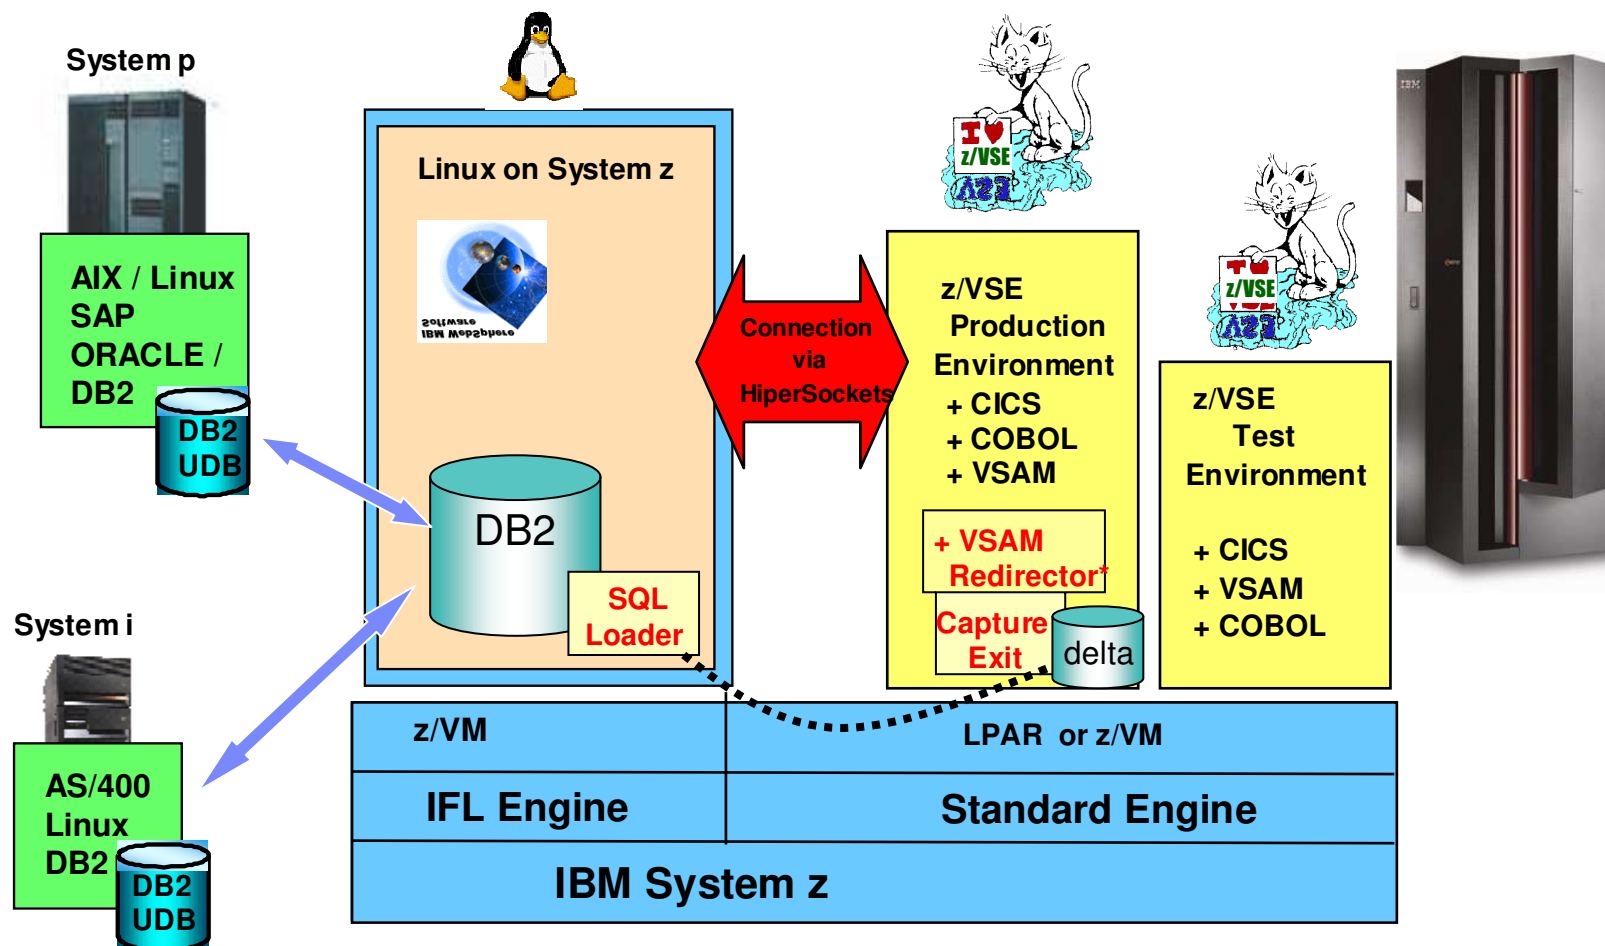 System p
AIX / Linux
SAP
ORACLE /
DB2
DB2
UDB
System i
AS/400
Linux
DB2
DB2
UDB
Linux on System z
Software
IBM WebSphere
DB2
SQL
Loader
Connection
via
HiperSockets
I
z/VSE
VSE
z/VSE
Production
Environment
+ CICS
+ COBOL
+ VSAM
+ VSAM
Redirector*
Capture
Exit
delta
I
z/VSE
VSE
z/VSE
Test
Environment
+ CICS
+ VSAM
+ COBOL
IBM
z/VM
LPAR or z/VM
IFL Engine
Standard Engine
IBM System z